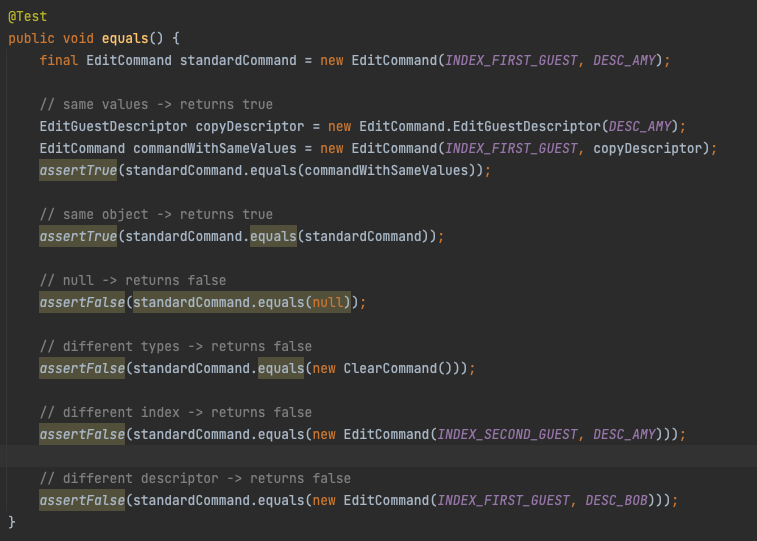 @Test
public void equals() {
    final EditCommand standardCommand = new EditCommand(INDEX_FIRST_GUEST, DESC_AMY);

    // same values -> returns true
    EditGuestDescriptor copyDescriptor = new EditCommand.EditGuestDescriptor(DESC_AMY);
    EditCommand commandWithSameValues = new EditCommand(INDEX_FIRST_GUEST, copyDescriptor);
    assertTrue(standardCommand.equals(commandWithSameValues));

    // same object -> returns true
    assertTrue(standardCommand.equals(standardCommand));

    // null -> returns false
    assertFalse(standardCommand.equals(null));

    // different types -> returns false
    assertFalse(standardCommand.equals(new ClearCommand()));

    // different index -> returns false
    assertFalse(standardCommand.equals(new EditCommand(INDEX_SECOND_GUEST, DESC_AMY)));

    // different descriptor -> returns false
    assertFalse(standardCommand.equals(new EditCommand(INDEX_FIRST_GUEST, DESC_BOB)));
}